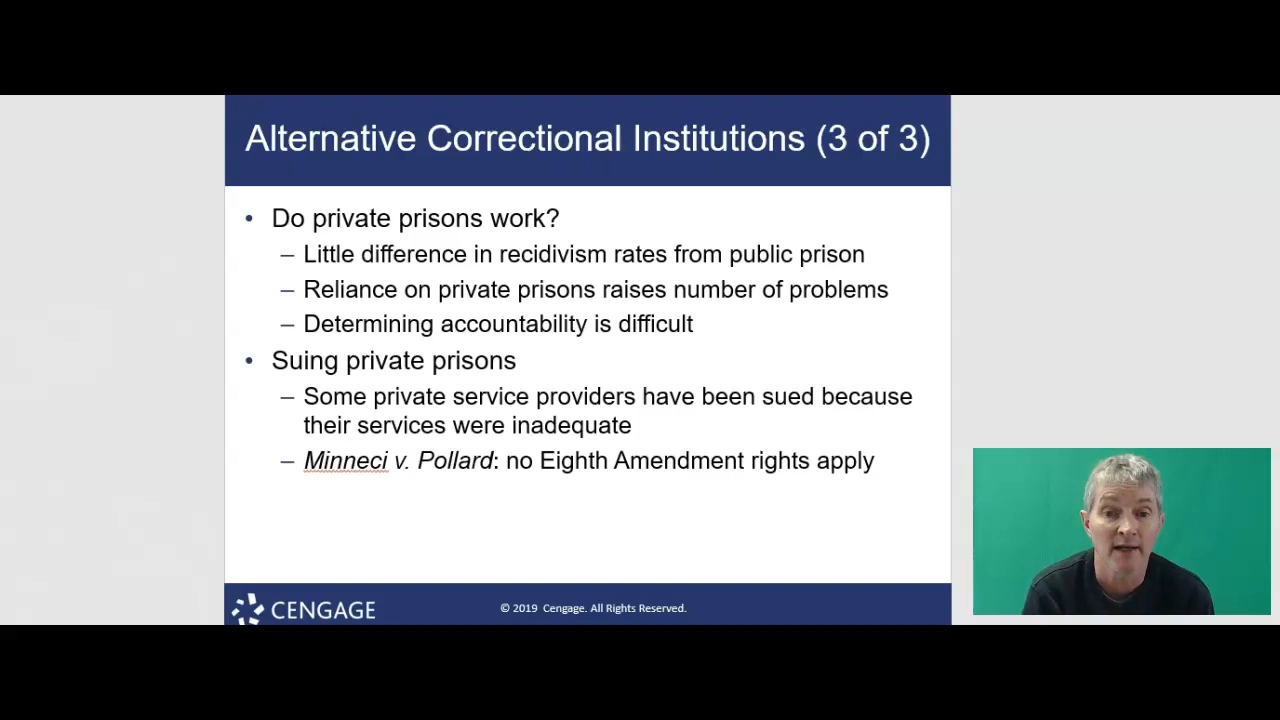 Alternative Correctional Institutions (3 of 3)
• Do private prisons work?
– Little difference in recidivism rates from public prison
– Reliance on private prisons raises number of problems
– Determining accountability is difficult
• Suing private prisons
– Some private service providers have been sued because
their services were inadequate
– Minneci v. Pollard: no Eighth Amendment rights apply
CENGAGE
© 2019 Cengage. All Rights Reserved.